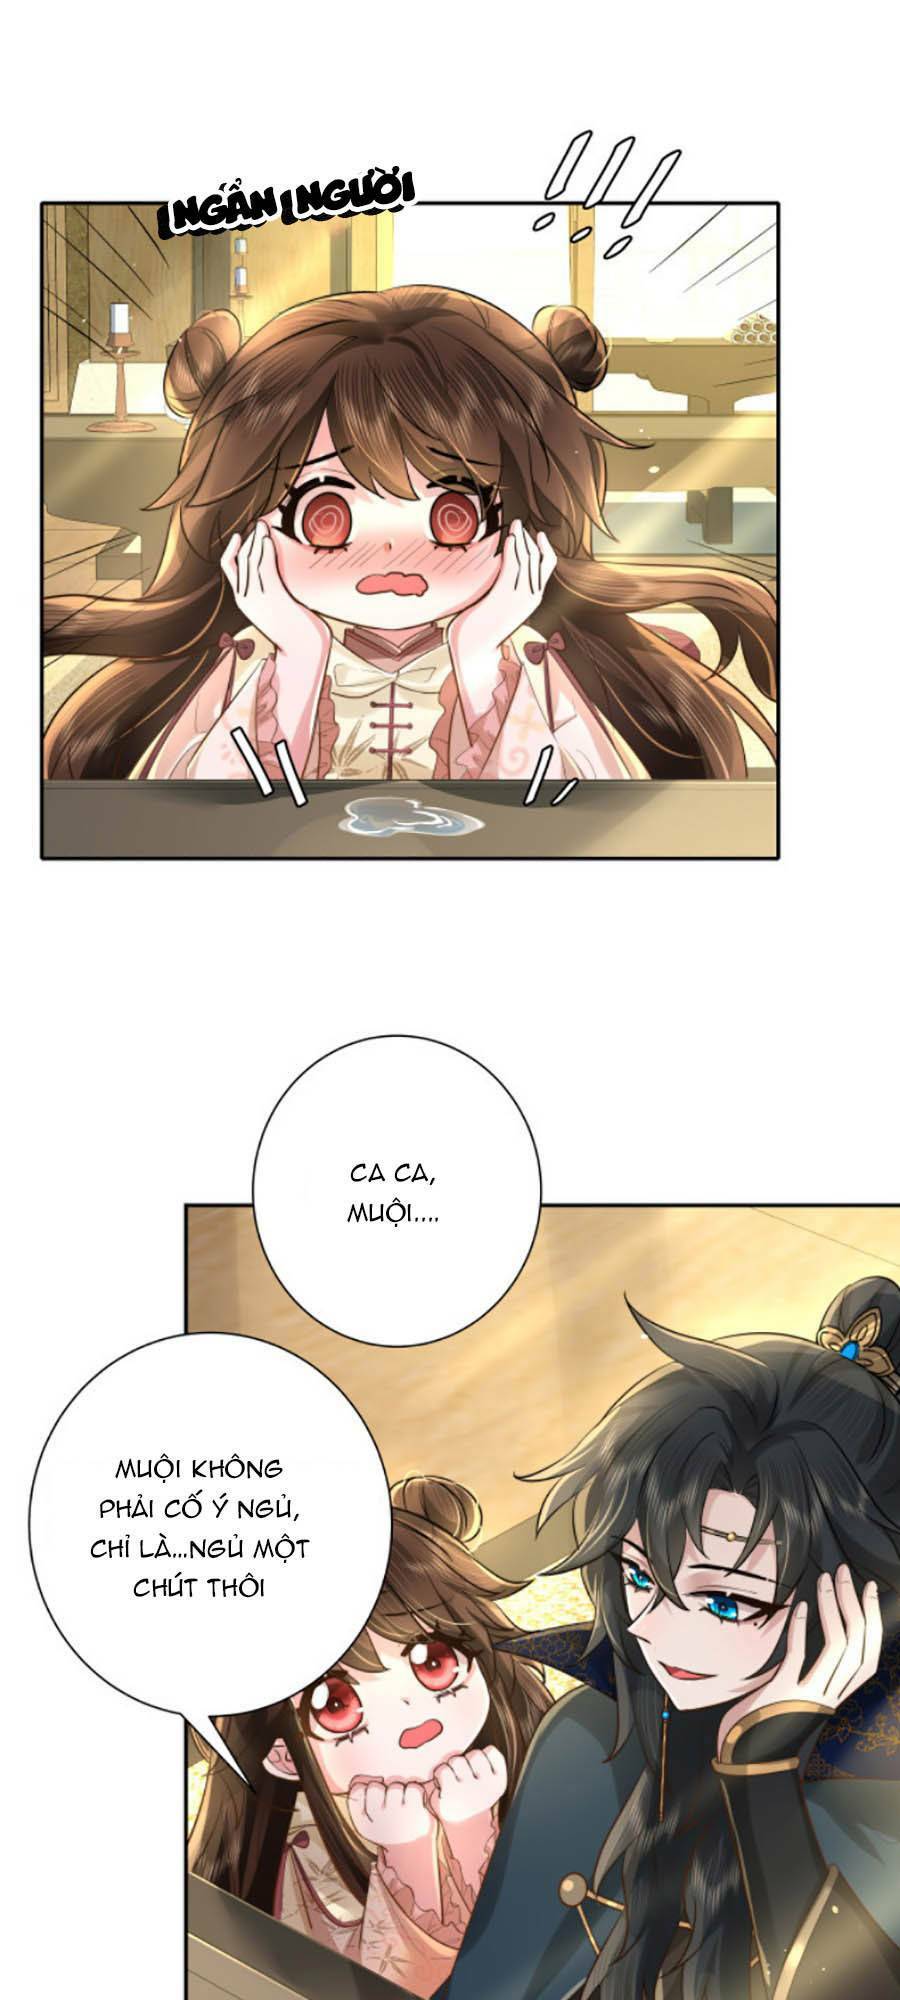 NGẨN NGƯỜI
CA CA,
MUỘI....
MUỘI KHÔNG
PHẢI CỐ Ý NGỦ,
CHỈ LÀ...NGỦ MỘT
CHÚT THÔI